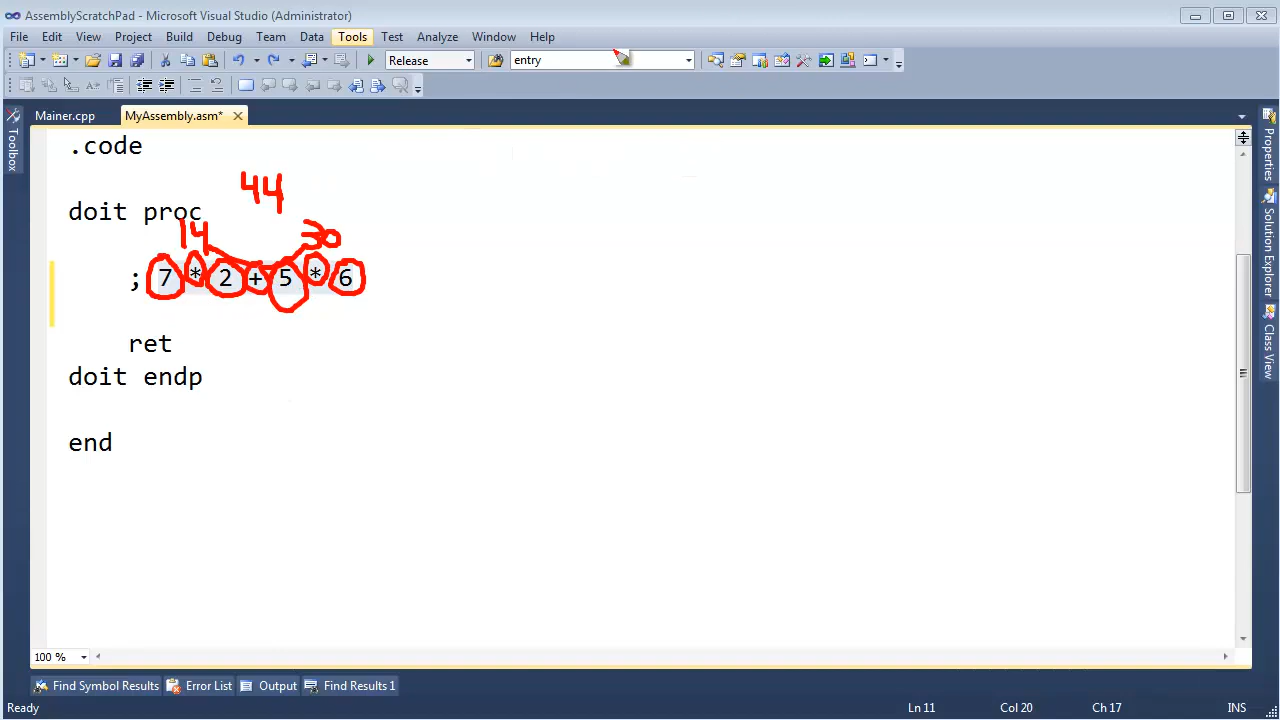 AssemblyScratchPad - Microsoft Visual Studio (Administrator)
File Edit View Project Build Debug Team Data Tools Test Analyze Window Help
Release entry
Mainer.cpp MyAssembly.asm*
Toolbox
Properties
Solution Explorer
Class View
.code
44
doit proc
14 30
; 7 * 2 + 5 * 6
ret
doit endp
end
100 %
Find Symbol Results Error List Output Find Results 1
Ready Ln 11 Col 20 Ch 17 INS